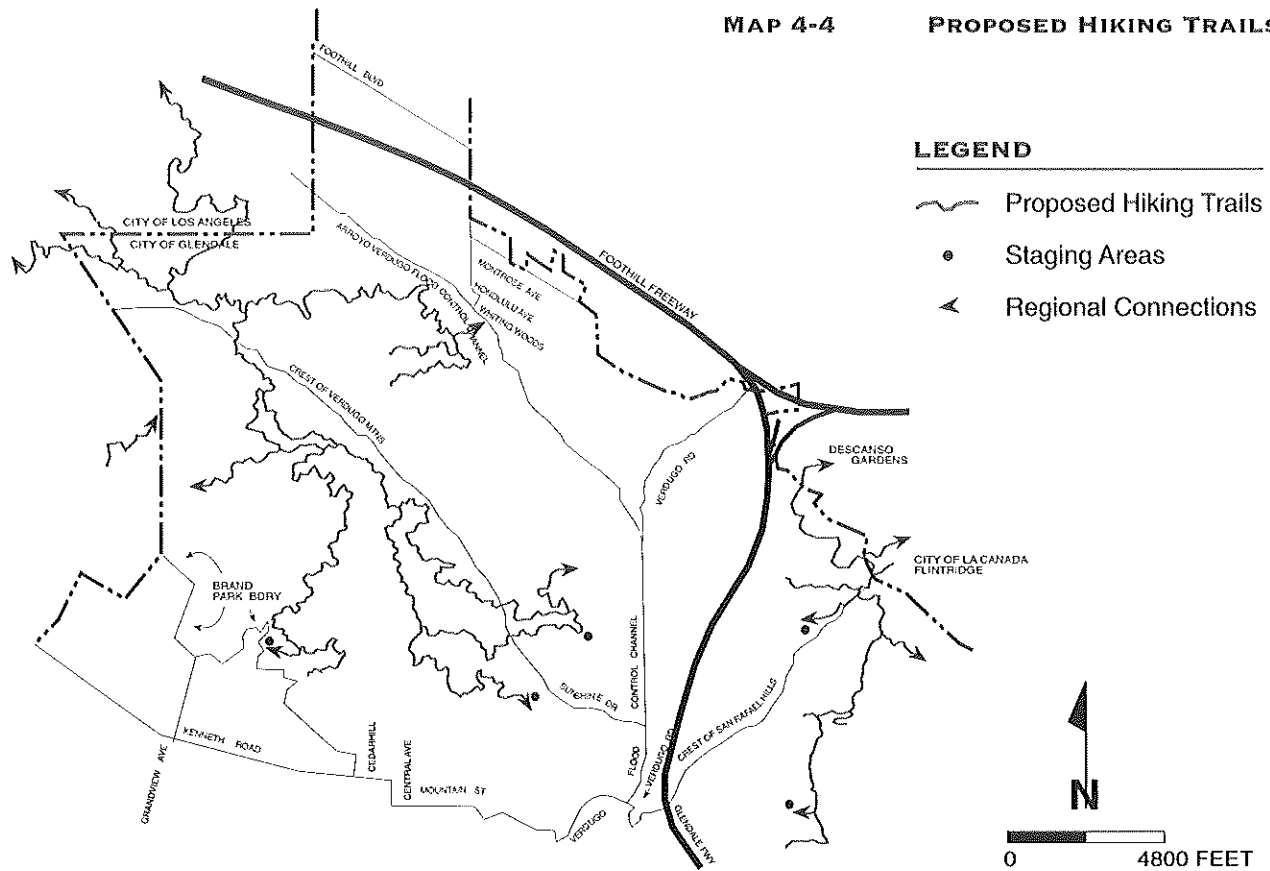 MAP 4-4 PROPOSED HIKING TRAILS
FOOTHILL BLVD
LEGEND
Proposed Hiking Trails
Staging Areas
Regional Connections
CITY OF LOS ANGELES
CITY OF GLENDALE
ARROYO VERDUGO FLOOD CONTROL CHANNEL
MONTROSE AVE
HONOLULU AVE
WHITING WOODS
FOOTHILL FREEWAY
CREST OF VERDUGO MTNS
VERDUGO RD
DESCANSO
GARDENS
CITY OF LA CANADA
FLINTRIDGE
BRAND
PARK BDRY
FLOOD CONTROL CHANNEL
SUNSHINE DR
CREST OF SAN RAFAEL HILLS
KENNETH ROAD
GRANDVIEW AVE
CEDARHILL
CENTRAL AVE
MOUNTAIN ST
VERDUGO
VERDUGO RD
GLENDALE FWY
N
0 4800 FEET